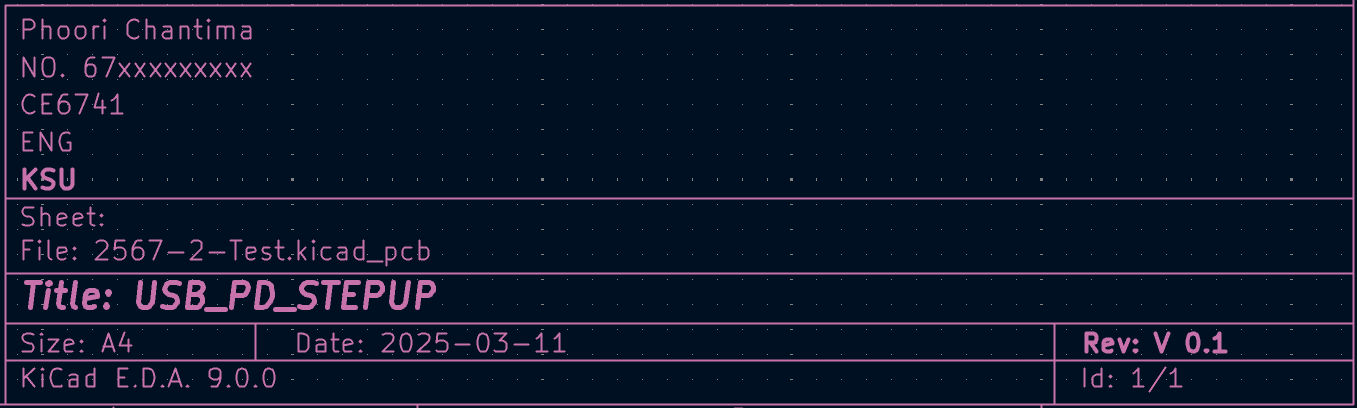 Phoori Chantima
NO. 67xxxxxxxxx
CE6741
ENG
KSU
Sheet:
File: 2567-2-Test.kicad_pcb
Title: USB_PD_STEPUP
Size: A4 Date: 2025-03-11 Rev: V 0.1
KiCad E.D.A. 9.0.0 Id: 1/1